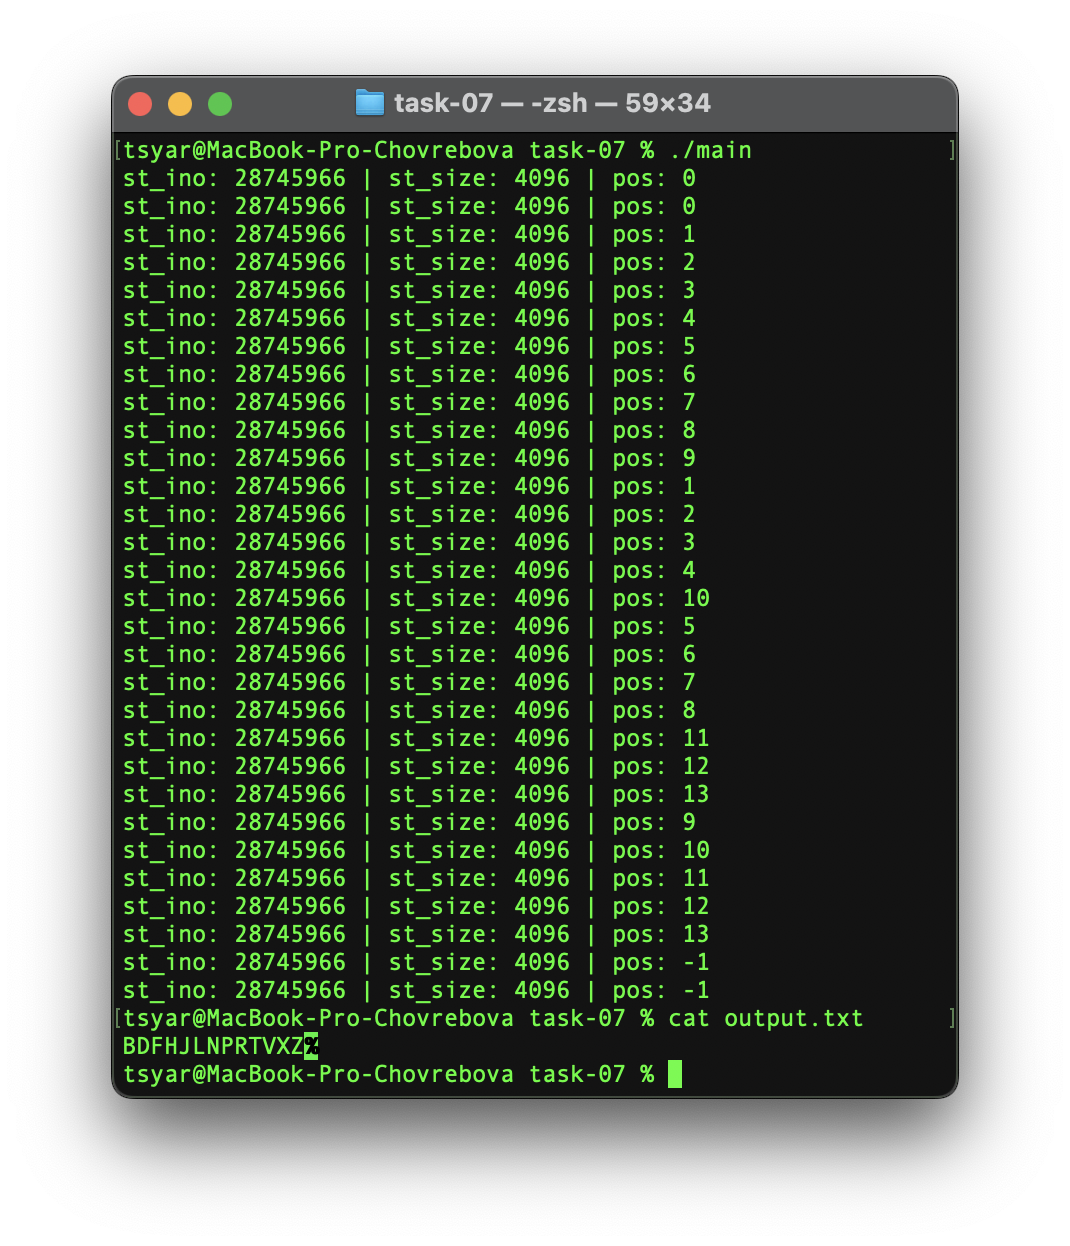 task-07 — -zsh — 59×34
[tsyar@MacBook-Pro-Chovrebova task-07 % ./main ]
st_ino: 28745966 | st_size: 4096 | pos: 0
st_ino: 28745966 | st_size: 4096 | pos: 0
st_ino: 28745966 | st_size: 4096 | pos: 1
st_ino: 28745966 | st_size: 4096 | pos: 2
st_ino: 28745966 | st_size: 4096 | pos: 3
st_ino: 28745966 | st_size: 4096 | pos: 4
st_ino: 28745966 | st_size: 4096 | pos: 5
st_ino: 28745966 | st_size: 4096 | pos: 6
st_ino: 28745966 | st_size: 4096 | pos: 7
st_ino: 28745966 | st_size: 4096 | pos: 8
st_ino: 28745966 | st_size: 4096 | pos: 9
st_ino: 28745966 | st_size: 4096 | pos: 1
st_ino: 28745966 | st_size: 4096 | pos: 2
st_ino: 28745966 | st_size: 4096 | pos: 3
st_ino: 28745966 | st_size: 4096 | pos: 4
st_ino: 28745966 | st_size: 4096 | pos: 10
st_ino: 28745966 | st_size: 4096 | pos: 5
st_ino: 28745966 | st_size: 4096 | pos: 6
st_ino: 28745966 | st_size: 4096 | pos: 7
st_ino: 28745966 | st_size: 4096 | pos: 8
st_ino: 28745966 | st_size: 4096 | pos: 11
st_ino: 28745966 | st_size: 4096 | pos: 12
st_ino: 28745966 | st_size: 4096 | pos: 13
st_ino: 28745966 | st_size: 4096 | pos: 9
st_ino: 28745966 | st_size: 4096 | pos: 10
st_ino: 28745966 | st_size: 4096 | pos: 11
st_ino: 28745966 | st_size: 4096 | pos: 12
st_ino: 28745966 | st_size: 4096 | pos: 13
st_ino: 28745966 | st_size: 4096 | pos: -1
st_ino: 28745966 | st_size: 4096 | pos: -1
[tsyar@MacBook-Pro-Chovrebova task-07 % cat output.txt ]
BDFHJLNPRTVXZ%
tsyar@MacBook-Pro-Chovrebova task-07 %